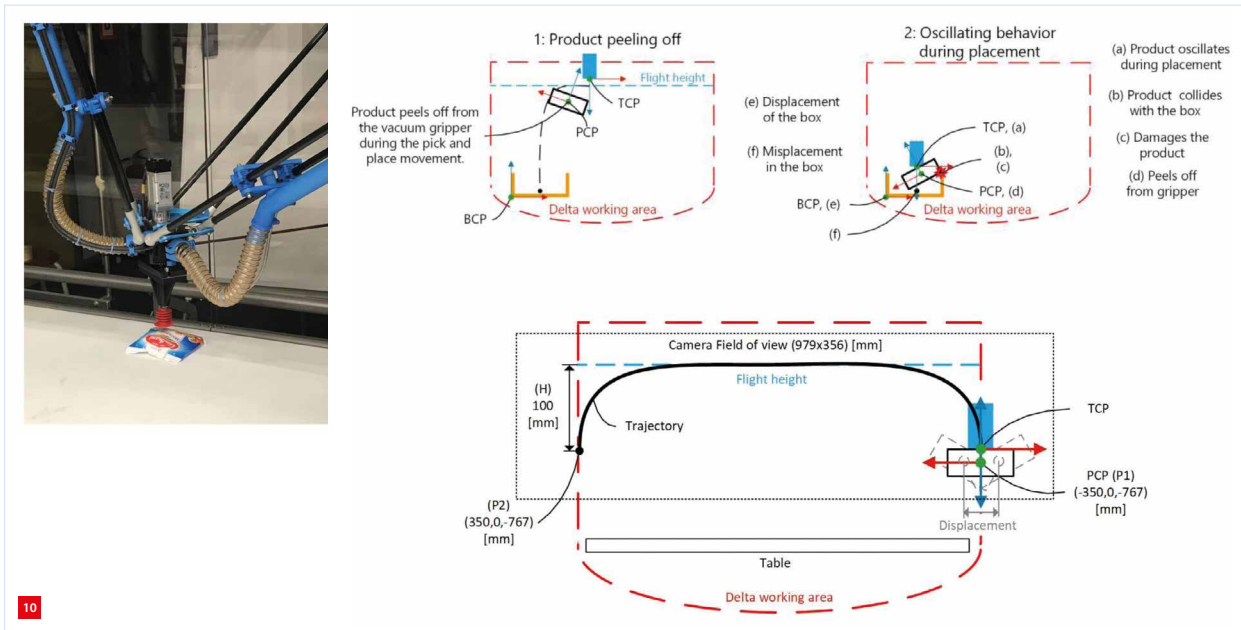 1: Product peeling off
Flight height
TCP
PCP
Product peels off from
the vacuum gripper
during the pick and
place movement.
BCP
Delta working area
2: Oscillating behavior
during placement
(e) Displacement
of the box
(f) Misplacement
in the box
TCP, (a)
(b),
(c)
PCP, (d)
BCP, (e)
Delta working area
(f)
(a) Product oscillates
during placement
(b) Product collides
with the box
(c) Damages the
product
(d) Peels off
from gripper
Camera Field of view (979x356) [mm]
Flight height
(H)
100
[mm]
Trajectory
TCP
PCP (P1)
(-350,0,-767)
[mm]
(P2)
(350,0,-767)
[mm]
Displacement
Table
Delta working area
10